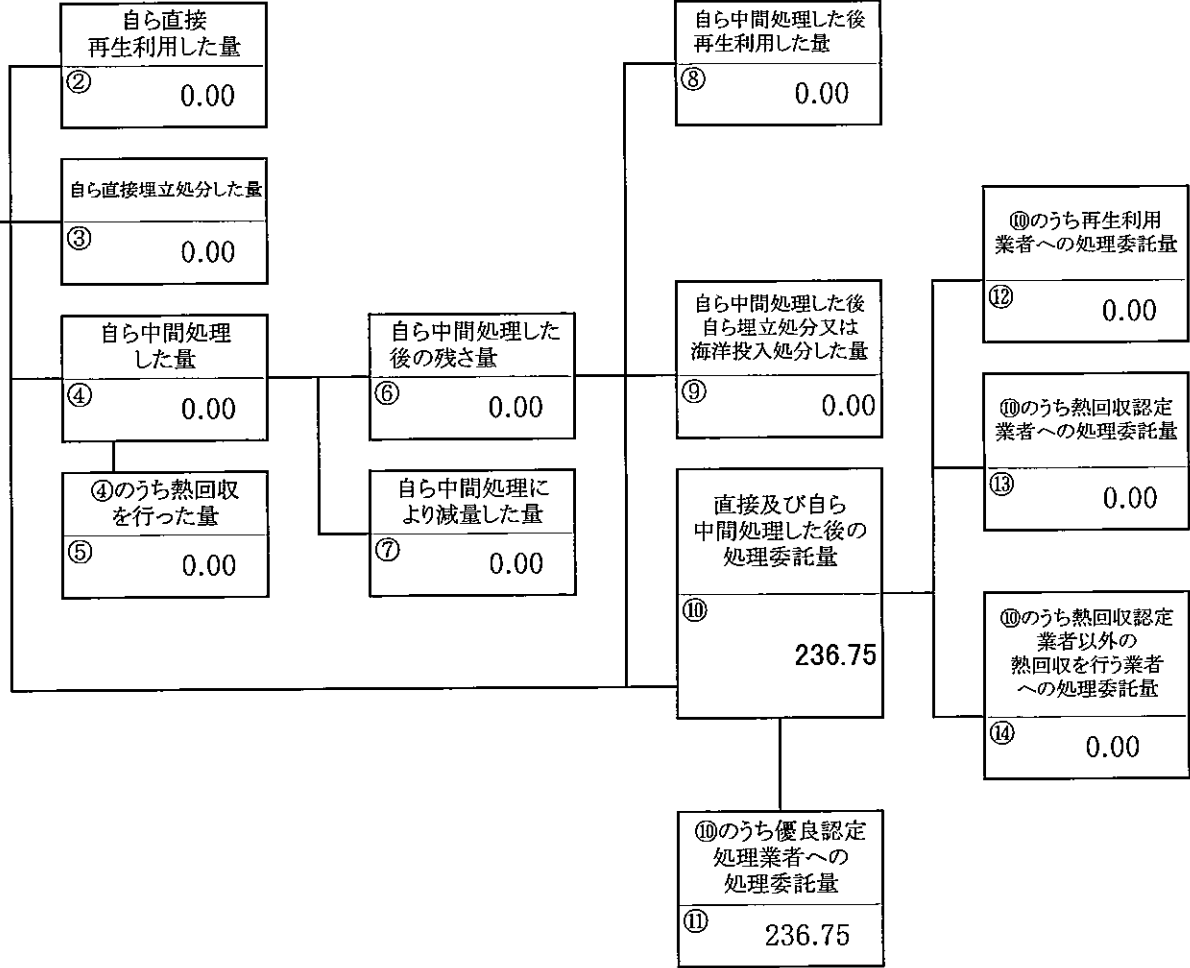 自ら直接
再生利用した量
②
0.00
自ら直接埋立処分した量
③
0.00
自ら中間処理
した量
④
0.00
④のうち熱回収
を行った量
⑤
0.00
自ら中間処理した
後の残さ量
⑥
0.00
自ら中間処理に
より減量した量
⑦
0.00
自ら中間処理した後
再生利用した量
⑧
0.00
自ら中間処理した後
自ら埋立処分又は
海洋投入処分した量
⑨
0.00
直接及び自ら
中間処理した後の
処理委託量
⑩
236.75
⑩のうち優良認定
処理業者への
処理委託量
⑪
236.75
⑩のうち再生利用
業者への処理委託量
⑫
0.00
⑩のうち熱回収認定
業者への処理委託量
⑬
0.00
⑩のうち熱回収認定
業者以外の
熱回収を行う業者
への処理委託量
⑭
0.00